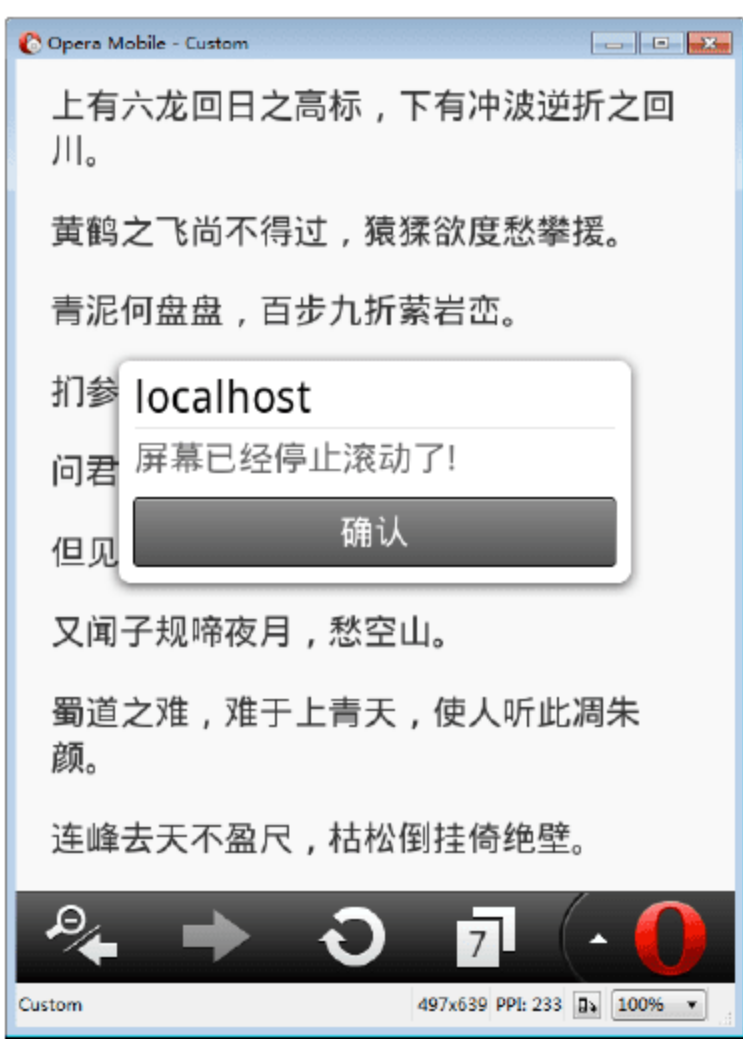 Opera Mobile - Custom
上有六龙回日之高标，下有冲波逆折之回
川。
黄鹤之飞尚不得过，猿猱欲度愁攀援。
青泥何盘盘，百步九折萦岩峦。
扪参
localhost
屏幕已经停止滚动了!
问君
确认
但见
又闻子规啼夜月，愁空山。
蜀道之难，难于上青天，使人听此凋朱
颜。
连峰去天不盈尺，枯松倒挂倚绝壁。
7
Custom
497x639 PPI: 233
100%